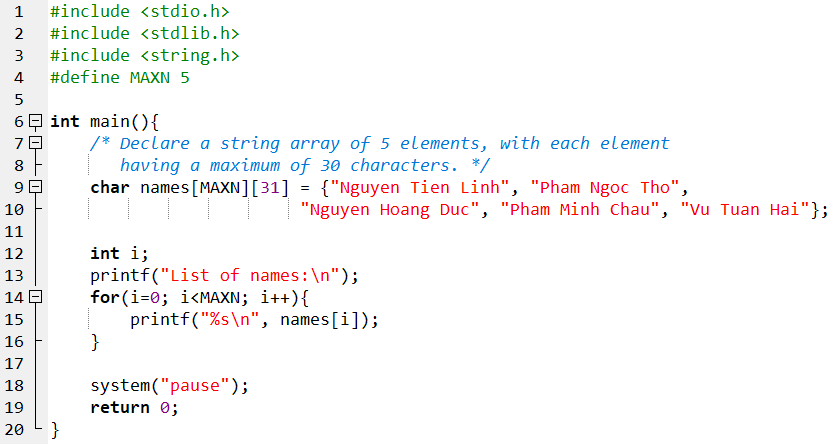 1 #include <stdio.h>
2 #include <stdlib.h>
3 #include <string.h>
4 #define MAXN 5
5
6 int main(){
7 /* Declare a string array of 5 elements, with each element
8 having a maximum of 30 characters. */
9 char names[MAXN][31] = {"Nguyen Tien Linh", "Pham Ngoc Tho",
10 "Nguyen Hoang Duc", "Pham Minh Chau", "Vu Tuan Hai"};
11
12 int i;
13 printf("List of names:\n");
14 for(i=0; i<MAXN; i++){
15 printf("%s\n", names[i]);
16 }
17
18 system("pause");
19 return 0;
20 }